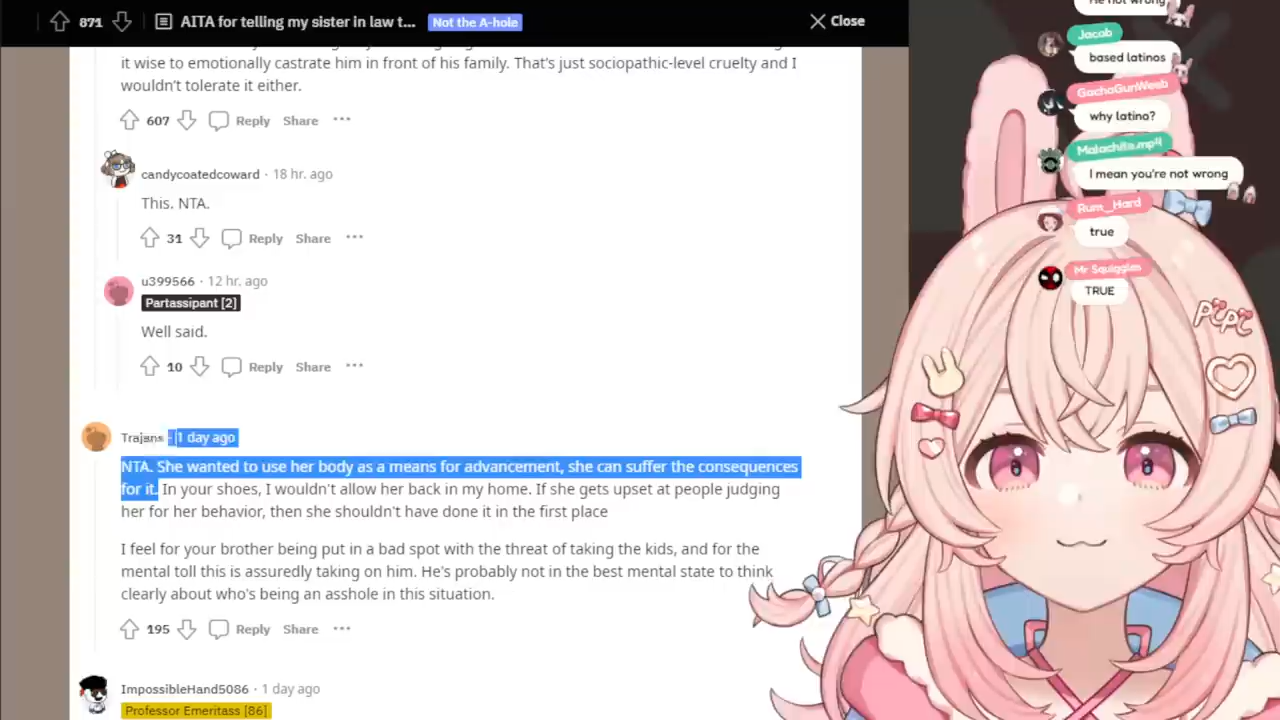 871 AITA for telling my sister in law t... Not the A-hole Close
it wise to emotionally castrate him in front of his family. That's just sociopathic-level cruelty and I
wouldn't tolerate it either.
607 Reply Share ...
candycoatedcoward · 18 hr. ago
This. NTA.
31 Reply Share ...
u399566 · 12 hr. ago
Partassipant [2]
Well said.
10 Reply Share ...
Trajans · 1 day ago
NTA. She wanted to use her body as a means for advancement, she can suffer the consequences
for it. In your shoes, I wouldn't allow her back in my home. If she gets upset at people judging
her for her behavior, then she shouldn't have done it in the first place
I feel for your brother being put in a bad spot with the threat of taking the kids, and for the
mental toll this is assuredly taking on him. He's probably not in the best mental state to think
clearly about who's being an asshole in this situation.
195 Reply Share ...
ImpossibleHand5086 · 1 day ago
Professor Emeritass [86]
He not wrong
Jacob
based latinos
GachaGunWeeb
why latino?
Malachite.mp4
I mean you're not wrong
Rum_Hard
true
Mr Squiggles
TRUE
PiPi